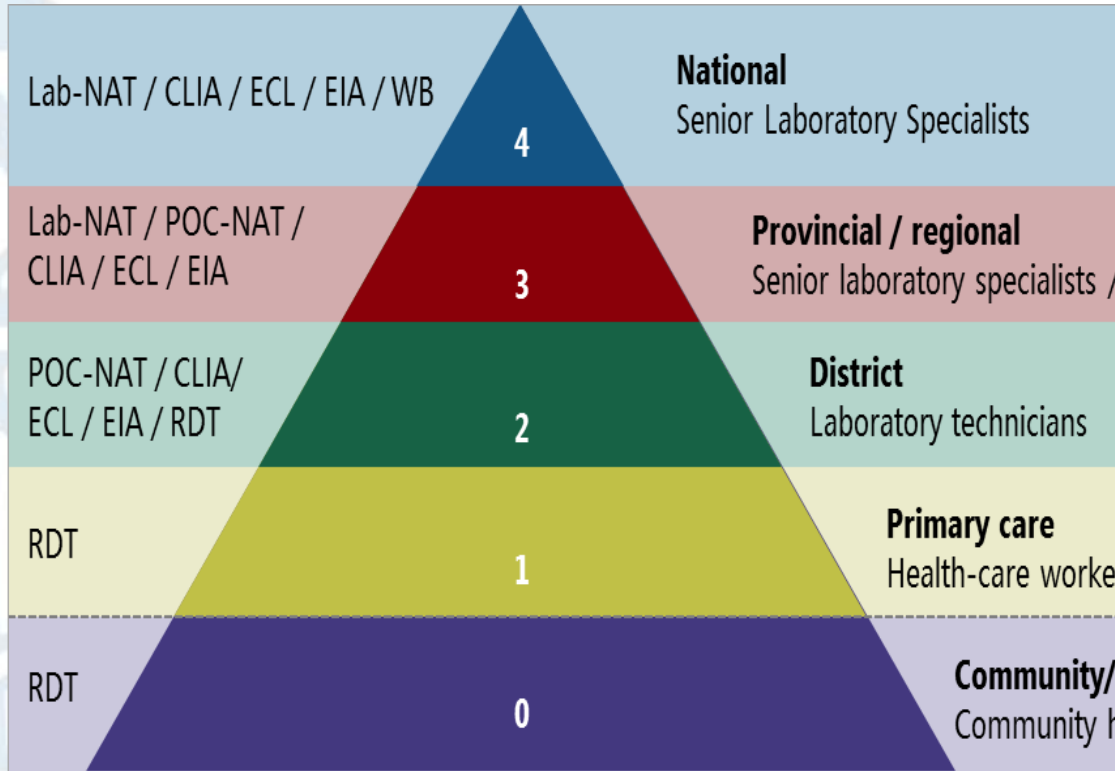 Lab-NAT / CLIA / ECL / EIA / WB
4
National
Senior Laboratory Specialists
Lab-NAT / POC-NAT /
CLIA / ECL / EIA
3
Provincial / regional
Senior laboratory specialists /
POC-NAT / CLIA/
ECL / EIA / RDT
2
District
Laboratory technicians
RDT
1
Primary care
Health-care worke
RDT
0
Community/
Community h